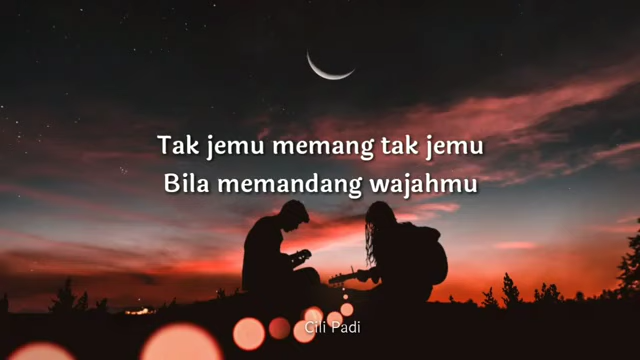 Tak jemu memang tak jemu
Bila memandang wajahmu
Cili Padi